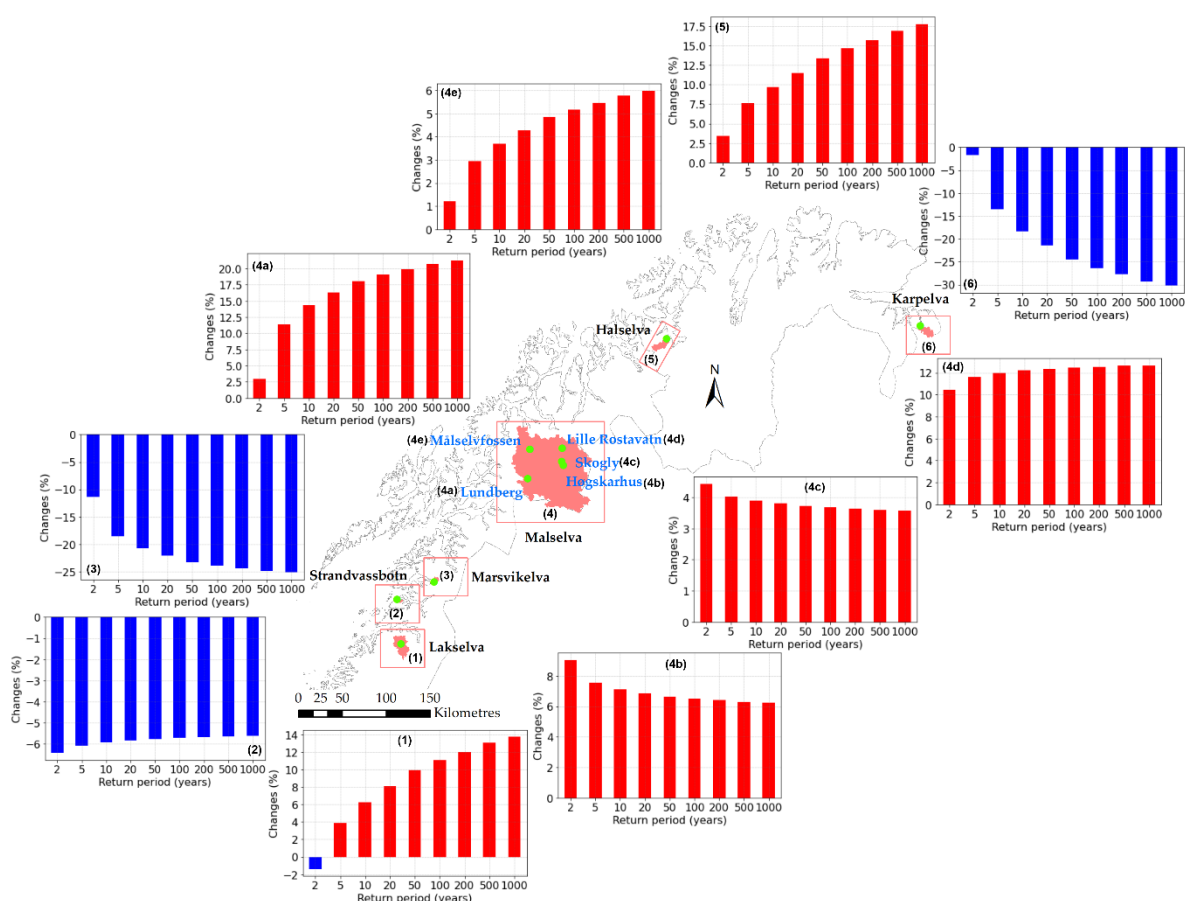 (5)
17.5
15.0
12.5
10.0
7.5
5.0
2.5
0.0
Changes (%)
2 5 10 20 50 100 200 500 1000
Return period (years)
(4e)
6
5
4
3
2
1
0
Changes (%)
2 5 10 20 50 100 200 500 1000
Return period (years)
(6)
0
−5
−10
−15
−20
−25
−30
Changes (%)
2 5 10 20 50 100 200 500 1000
Return period (years)
(4a)
20.0
17.5
15.0
12.5
10.0
7.5
5.0
2.5
0.0
Changes (%)
2 5 10 20 50 100 200 500 1000
Return period (years)
Karpelva
(6)
Halselva
(5)
N
(4e) Målselvfossen
Lille Rostavatn (4d)
Skogly (4c)
Høgskarhus (4b)
(4a) Lundberg
(4)
Malselva
Strandvassbotn
(3)
Marsvikelva
(2)
Lakselva
(1)
0 25 50 100 150
Kilometres
(4d)
12
10
8
6
4
2
0
Changes (%)
2 5 10 20 50 100 200 500 1000
Return period (years)
(3)
0
−5
−10
−15
−20
−25
Changes (%)
2 5 10 20 50 100 200 500 1000
Return period (years)
(4c)
4
3
2
1
0
Changes (%)
2 5 10 20 50 100 200 500 1000
Return period (years)
(2)
0
−1
−2
−3
−4
−5
−6
Changes (%)
2 5 10 20 50 100 200 500 1000
Return period (years)
(4b)
8
6
4
2
0
Changes (%)
2 5 10 20 50 100 200 500 1000
Return period (years)
(1)
14
12
10
8
6
4
2
0
−2
Changes (%)
2 5 10 20 50 100 200 500 1000
Return period (years)